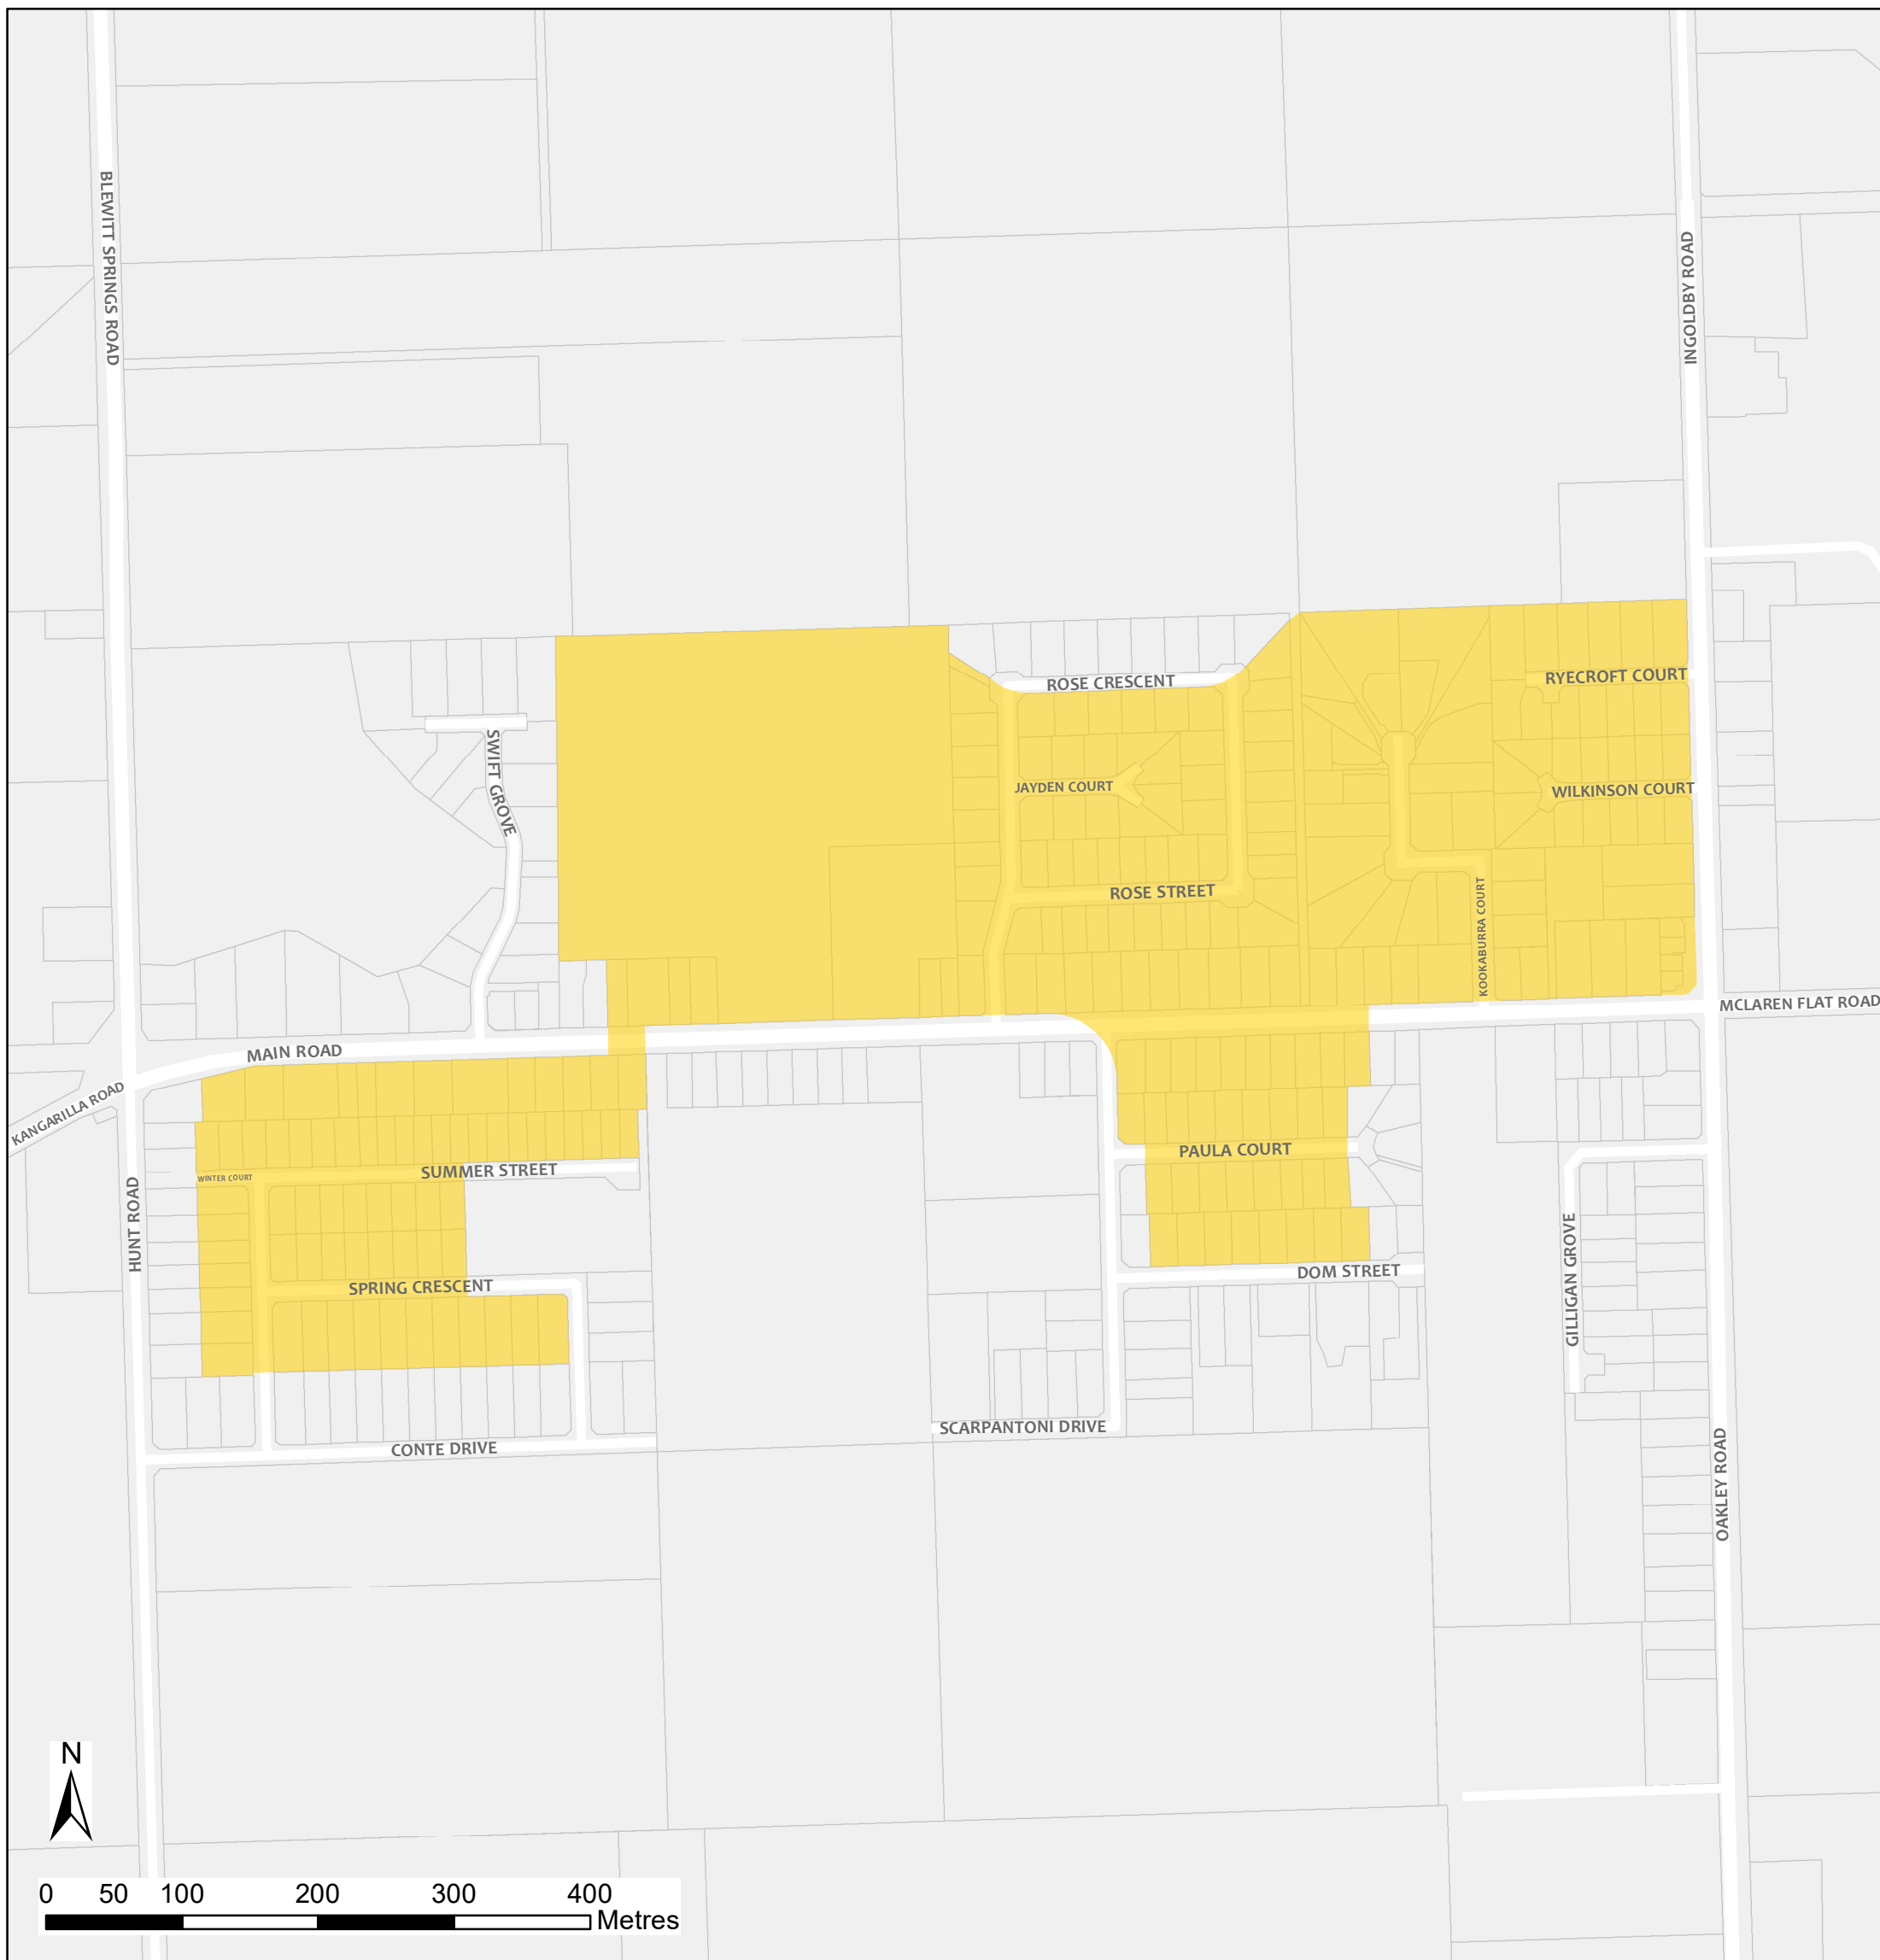 BLEWITT SPRINGS ROAD
INGOLDBY ROAD
ROSE CRESCENT
RYECROFT COURT
SWIFT GROVE
JAYDEN COURT
WILKINSON COURT
ROSE STREET
KOOKABURRA COURT
MCLAREN FLAT ROAD
MAIN ROAD
KANGARILLA ROAD
PAULA COURT
SUMMER STREET
WINTER COURT
HUNT ROAD
GILLIGAN GROVE
DOM STREET
SPRING CRESCENT
SCARPANTONI DRIVE
CONTE DRIVE
OAKLEY ROAD
N
0 50 100 200 300 400
Metres